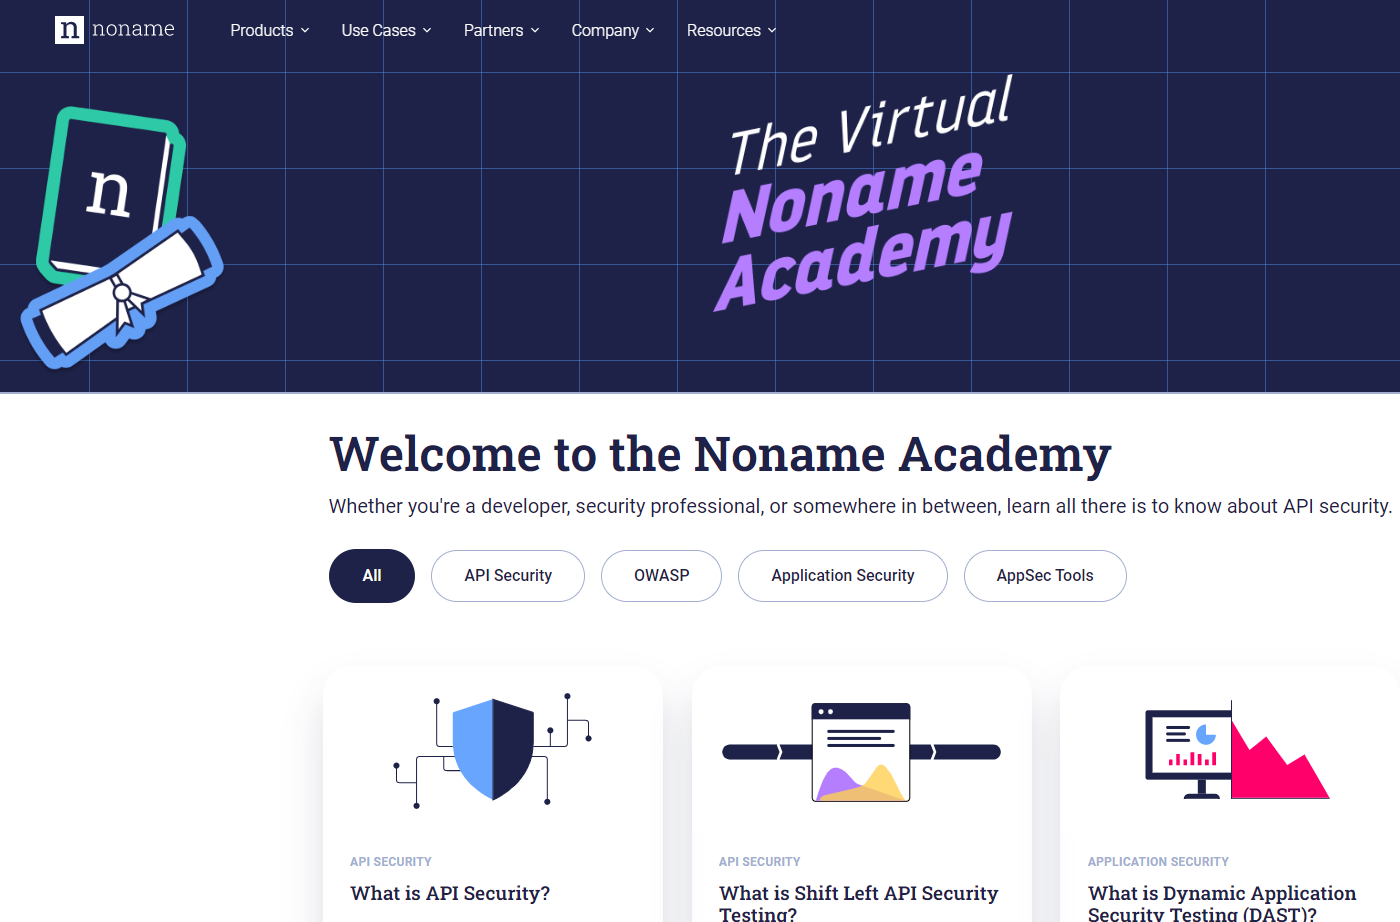 n noname
Products
Use Cases
Partners
Company
Resources
n
The Virtual
Noname
Academy
Welcome to the Noname Academy
Whether you're a developer, security professional, or somewhere in between, learn all there is to know about API security.
All
API Security
OWASP
Application Security
AppSec Tools
API SECURITY
What is API Security?
API SECURITY
What is Shift Left API Security
Testing?
APPLICATION SECURITY
What is Dynamic Application
Security Testing (DAST)?